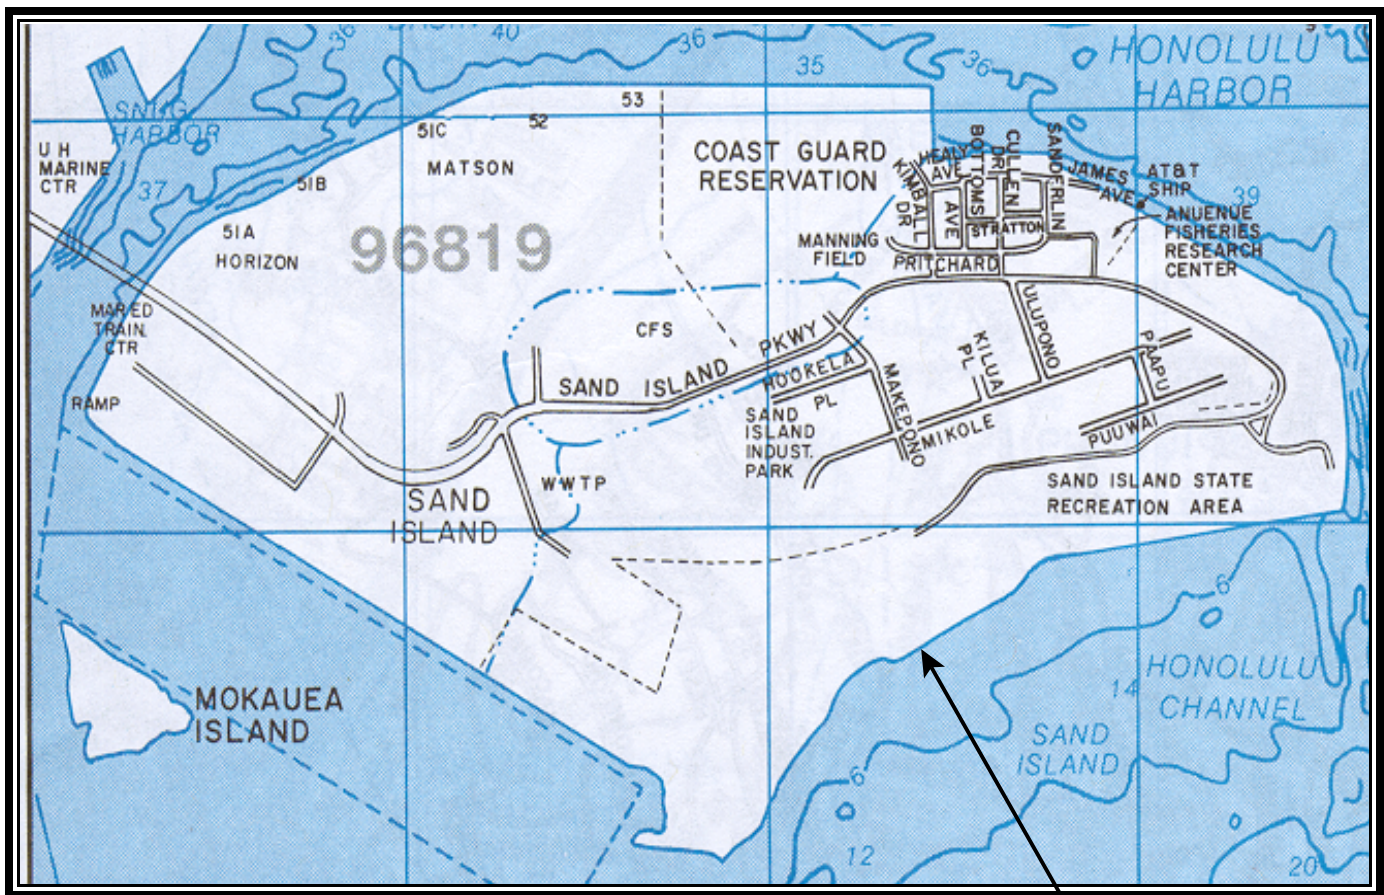 36
40
36
35
36
9
HONOLULU
HARBOR
SNUG
HARBOR
U H
MARINE
CTR
37
51A
HORIZON
51B
51C
52
53
MATSON
96819
COAST GUARD
RESERVATION
MANNING
FIELD
KIMBALL
DR
HEALY
AVE
BOTTOMS
AVE
CULLEN
DR
SANDERLIN
STRATTON
PRITCHARD
JAMES
AVE
AT&T
SHIP
39
ANUENUE
FISHERIES
RESEARCH
CENTER
MAR ED
TRAIN.
CTR
RAMP
CFS
SAND ISLAND PKWY
HOOKELA
PL
MAKEPONO
KILUA
PL
ULUPONO
PAAPU
MIKOLE
PUUWAI
SAND
ISLAND
INDUST.
PARK
WWTP
SAND
ISLAND
SAND ISLAND STATE
RECREATION AREA
MOKAUEA
ISLAND
6
14
HONOLULU
CHANNEL
SAND
ISLAND
6
12
20